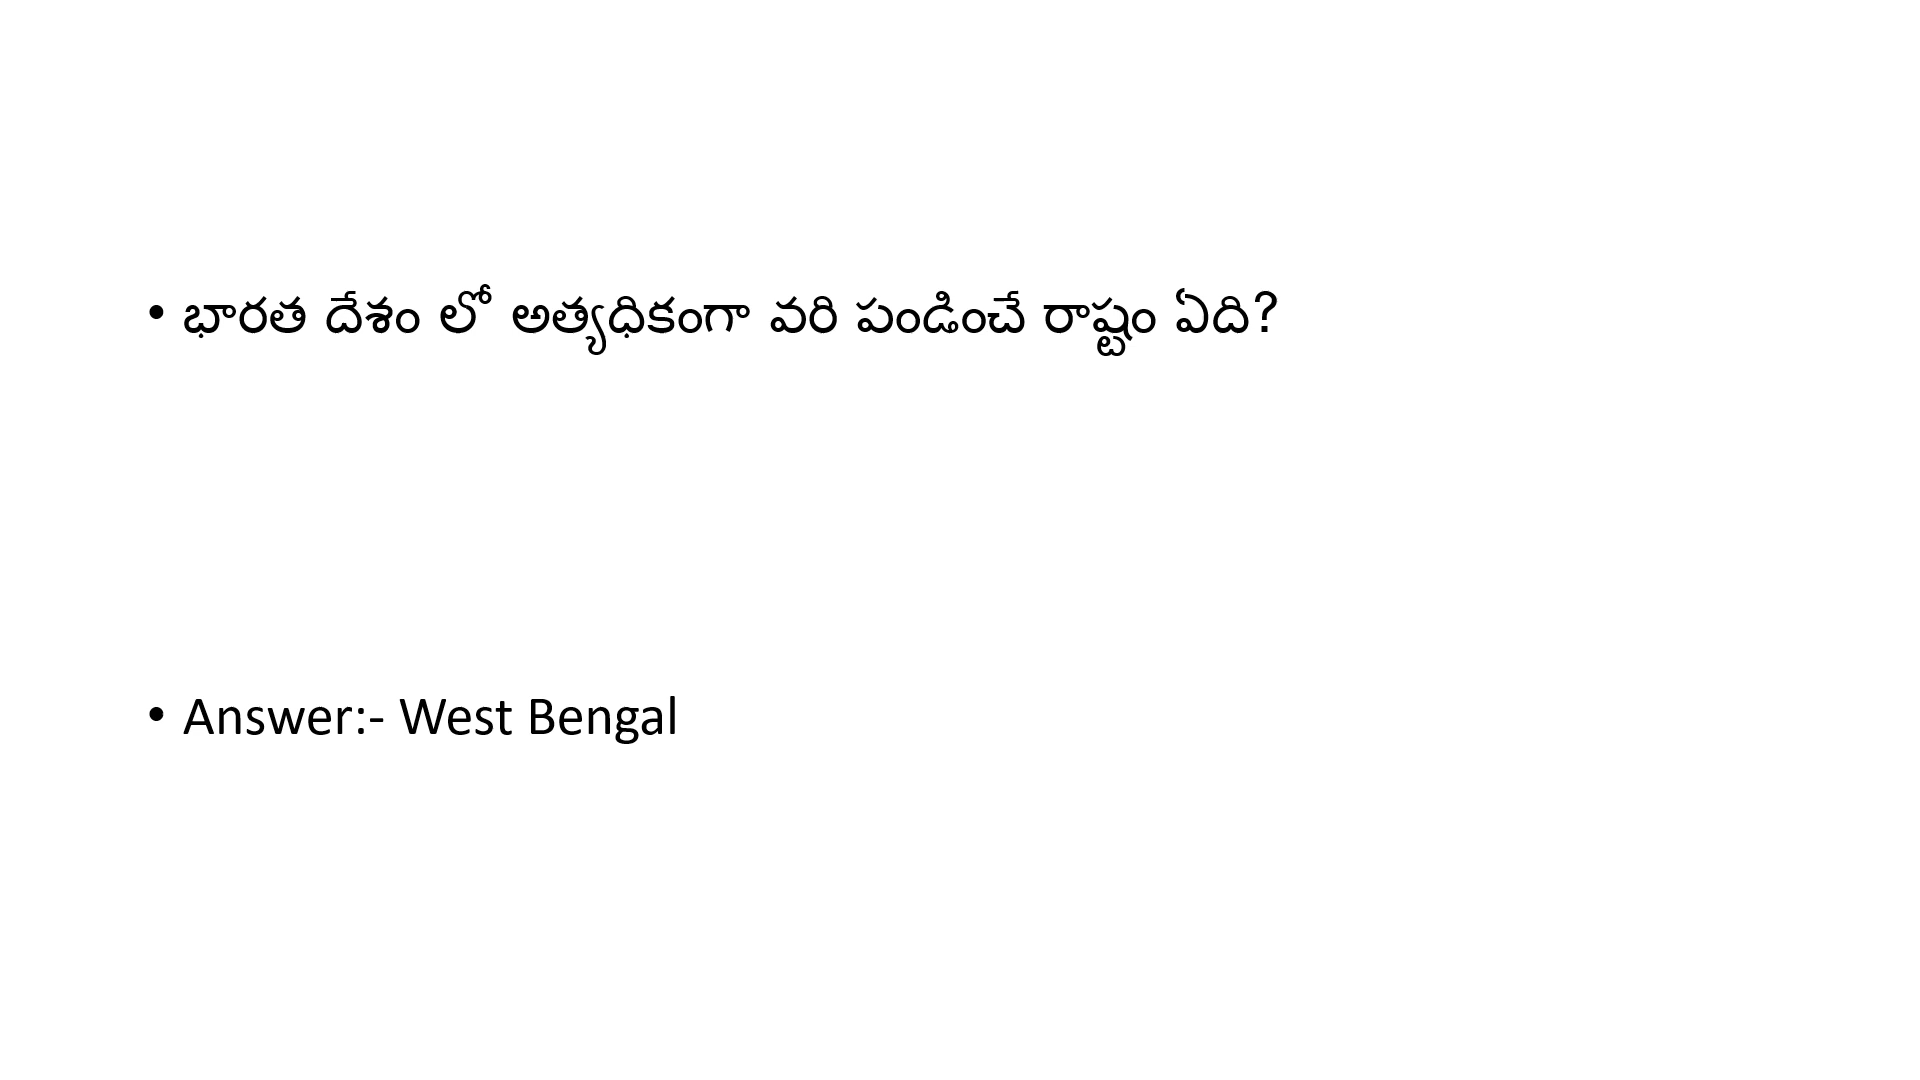 • భారత దేశం లో అత్యధికంగా వరి పండించే రాష్టం ఏది?
• Answer:- West Bengal